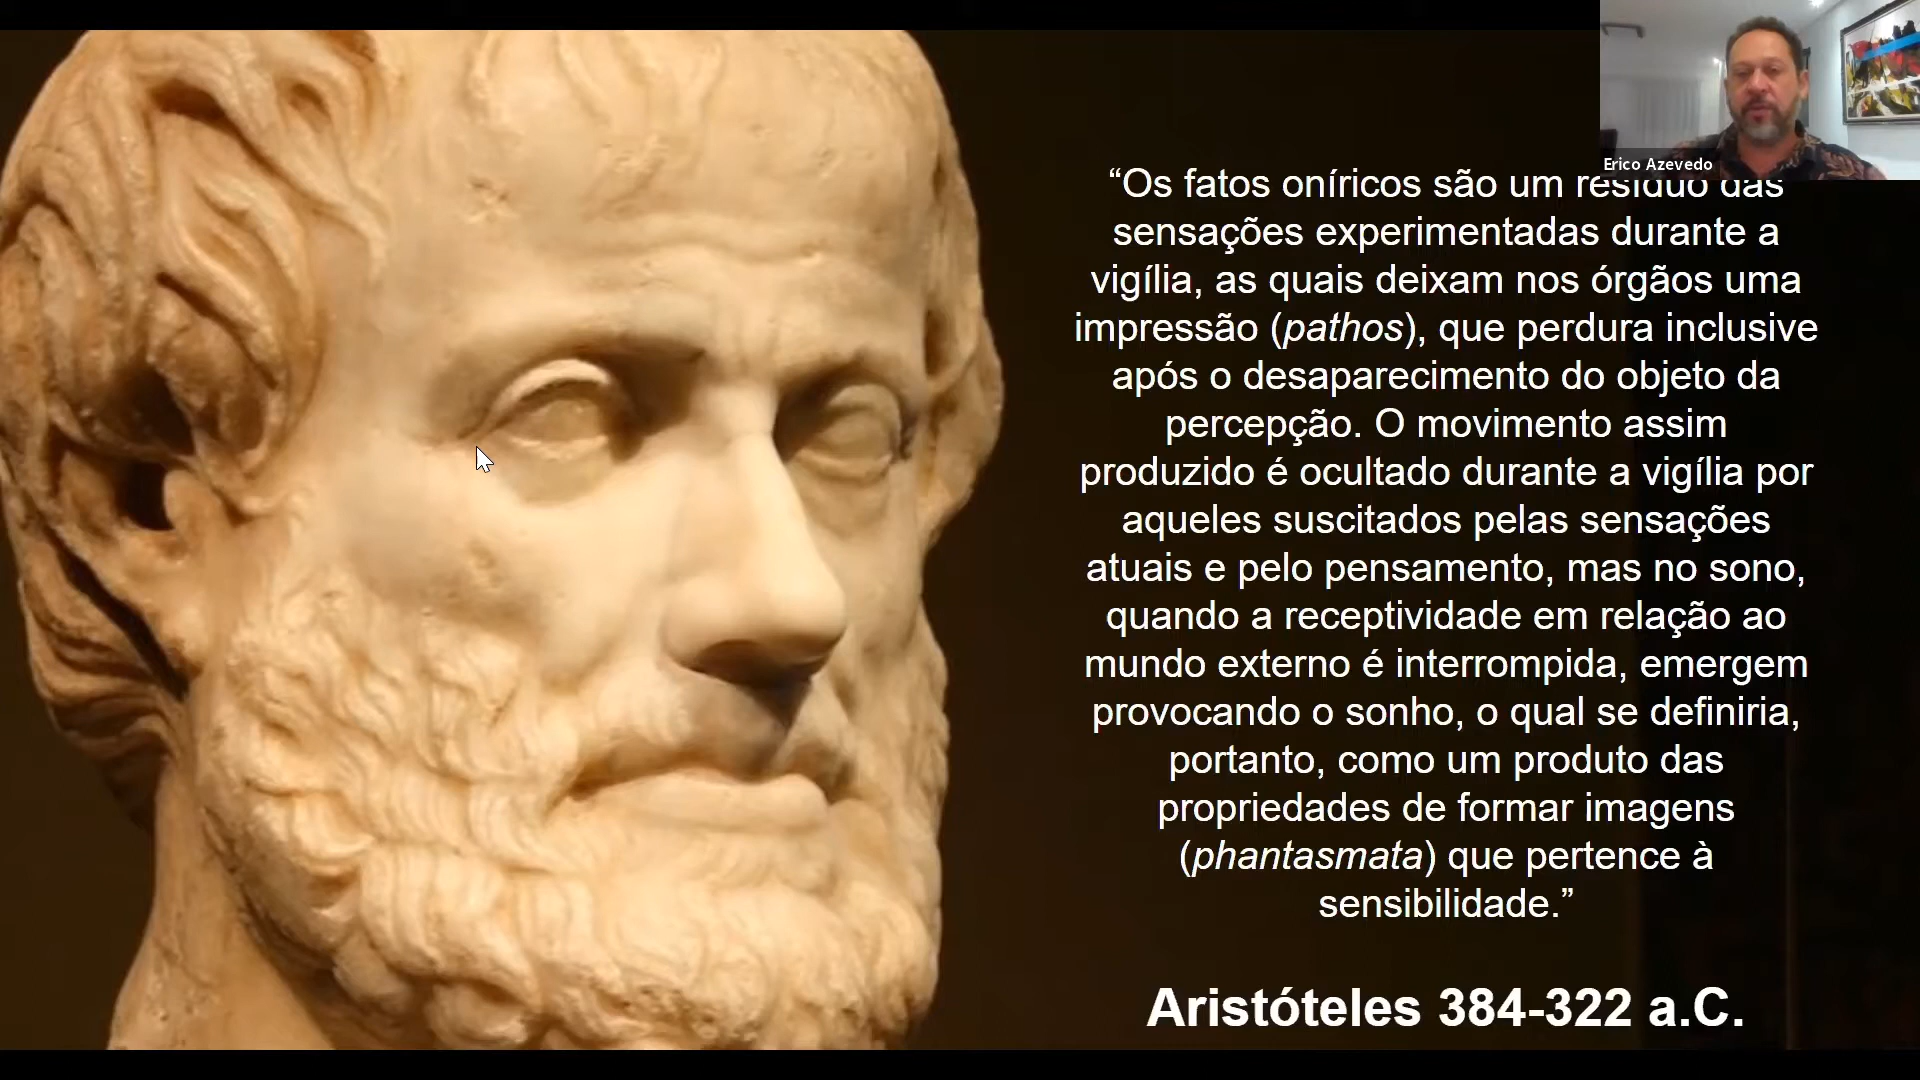 Erico Azevedo
“Os fatos oníricos são um resíduo das
sensações experimentadas durante a
vigília, as quais deixam nos órgãos uma
impressão (pathos), que perdura inclusive
após o desaparecimento do objeto da
percepção. O movimento assim
produzido é ocultado durante a vigília por
aqueles suscitados pelas sensações
atuais e pelo pensamento, mas no sono,
quando a receptividade em relação ao
mundo externo é interrompida, emergem
provocando o sonho, o qual se definiria,
portanto, como um produto das
propriedades de formar imagens
(phantasmata) que pertence à
sensibilidade.”
Aristóteles 384-322 a.C.